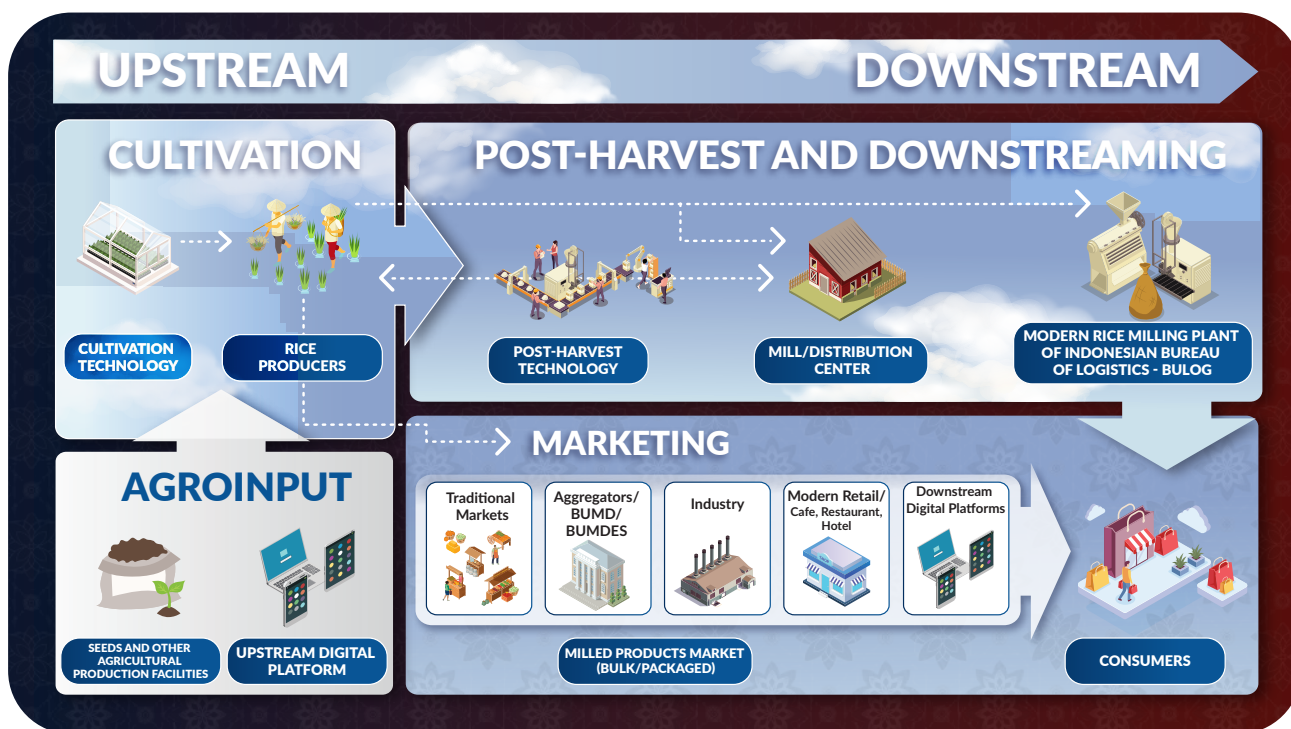 UPSTREAM
DOWNSTREAM
CULTIVATION
CULTIVATION
TECHNOLOGY
RICE
PRODUCERS
POST-HARVEST AND DOWNSTREAMING
POST-HARVEST
TECHNOLOGY
MILL/DISTRIBUTION
CENTER
MODERN RICE MILLING PLANT
OF INDONESIAN BUREAU
OF LOGISTICS - BULOG
AGROINPUT
SEEDS AND OTHER
AGRICULTURAL
PRODUCTION FACILITIES
UPSTREAM DIGITAL
PLATFORM
MARKETING
Traditional
Markets
Aggregators/
BUMD/
BUMDES
Industry
Modern Retail/
Cafe, Restaurant,
Hotel
Downstream
Digital Platforms
MILLED PRODUCTS MARKET
(BULK/PACKAGED)
CONSUMERS